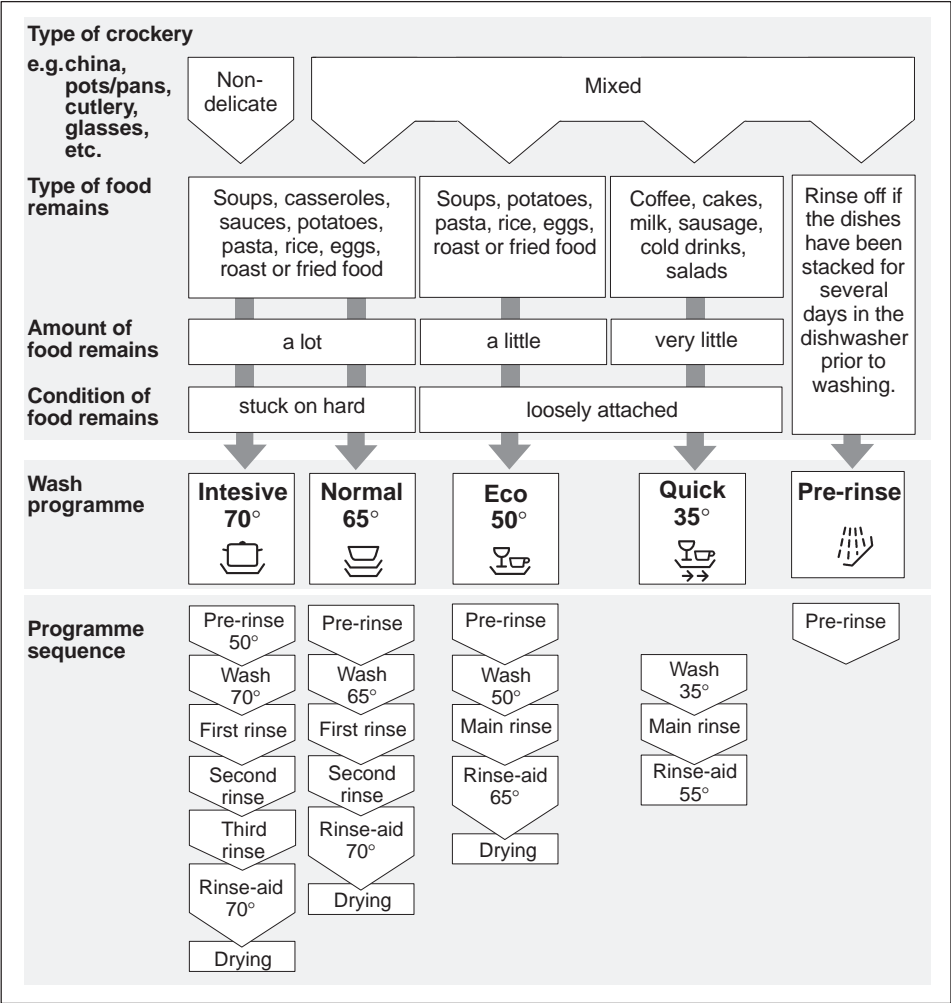 Type of crockery
e.g. china,
pots/pans,
cutlery,
glasses,
etc.
Non-
delicate
Mixed
Type of food
remains
Soups, casseroles,
sauces, potatoes,
pasta, rice, eggs,
roast or fried food
Soups, potatoes,
pasta, rice, eggs,
roast or fried food
Coffee, cakes,
milk, sausage,
cold drinks,
salads
Rinse off if
the dishes
have been
stacked for
several
days in the
dishwasher
prior to
washing.
Amount of
food remains
a lot
a little
very little
Condition of
food remains
stuck on hard
loosely attached
Wash
programme
Intesive
70°
Normal
65°
Eco
50°
Quick
35°
Pre-rinse
Programme
sequence
Pre-rinse
50°
Wash
70°
First rinse
Second
rinse
Third
rinse
Rinse-aid
70°
Drying
Pre-rinse
Wash
65°
First rinse
Second
rinse
Rinse-aid
70°
Drying
Pre-rinse
Wash
50°
Main rinse
Rinse-aid
65°
Drying
Wash
35°
Main rinse
Rinse-aid
55°
Pre-rinse